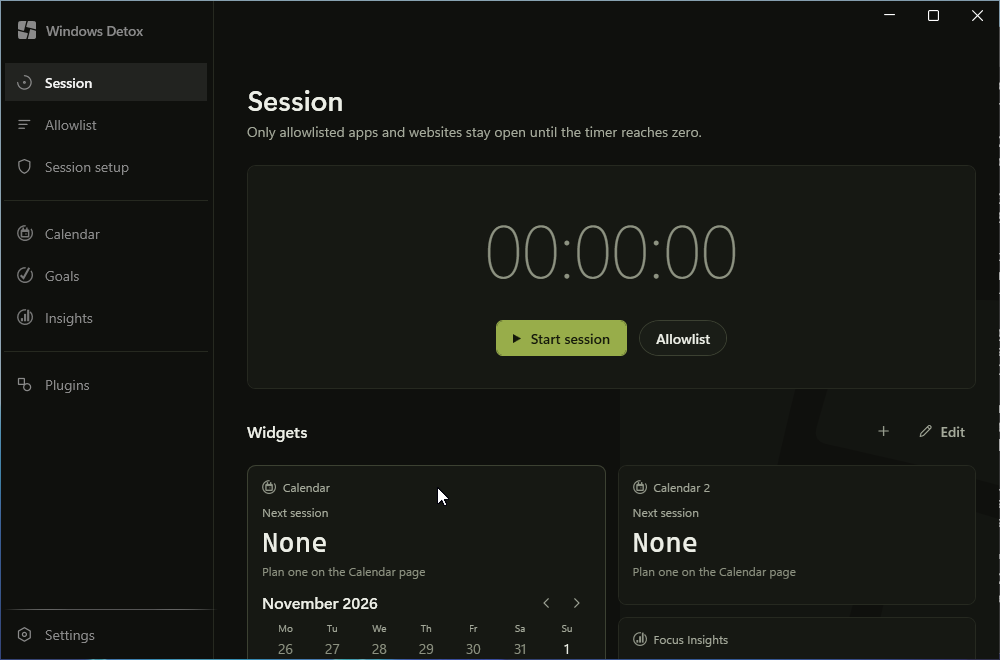 Windows Detox
Session
Allowlist
Session setup
Calendar
Goals
Insights
Plugins
Settings
Session
Only allowlisted apps and websites stay open until the timer reaches zero.
00:00:00
Start session
Allowlist
Widgets
Edit
Calendar
Next session
None
Plan one on the Calendar page
November 2026
Mo Tu We Th Fr Sa Su
26 27 28 29 30 31 1
Calendar 2
Next session
None
Plan one on the Calendar page
Focus Insights